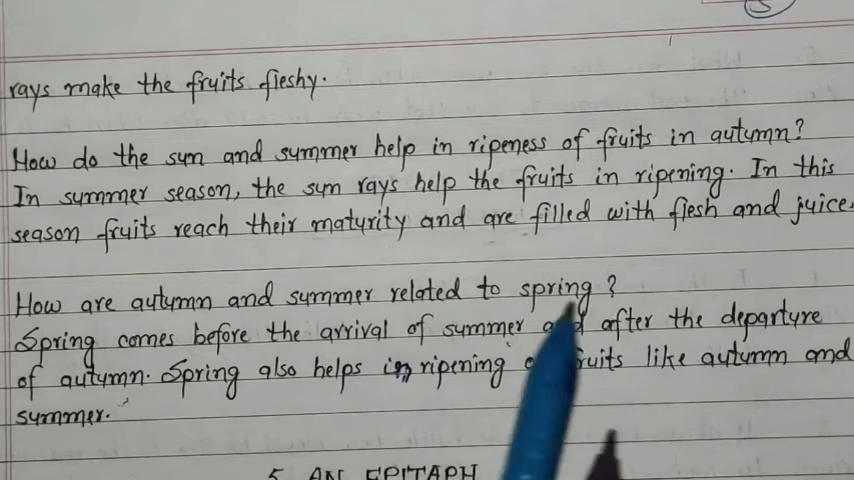 5
rays make the fruits fleshy.
How do the sun and summer help in ripeness of fruits in autumn?
In summer season, the sun rays help the fruits in ripening. In this
season fruits reach their maturity and are filled with flesh and juice.
How are autumn and summer related to spring?
Spring comes before the arrival of summer and after the departure
of autumn. Spring also helps in ripening fruits like autumn and
summer.
5. AN EPITAPH